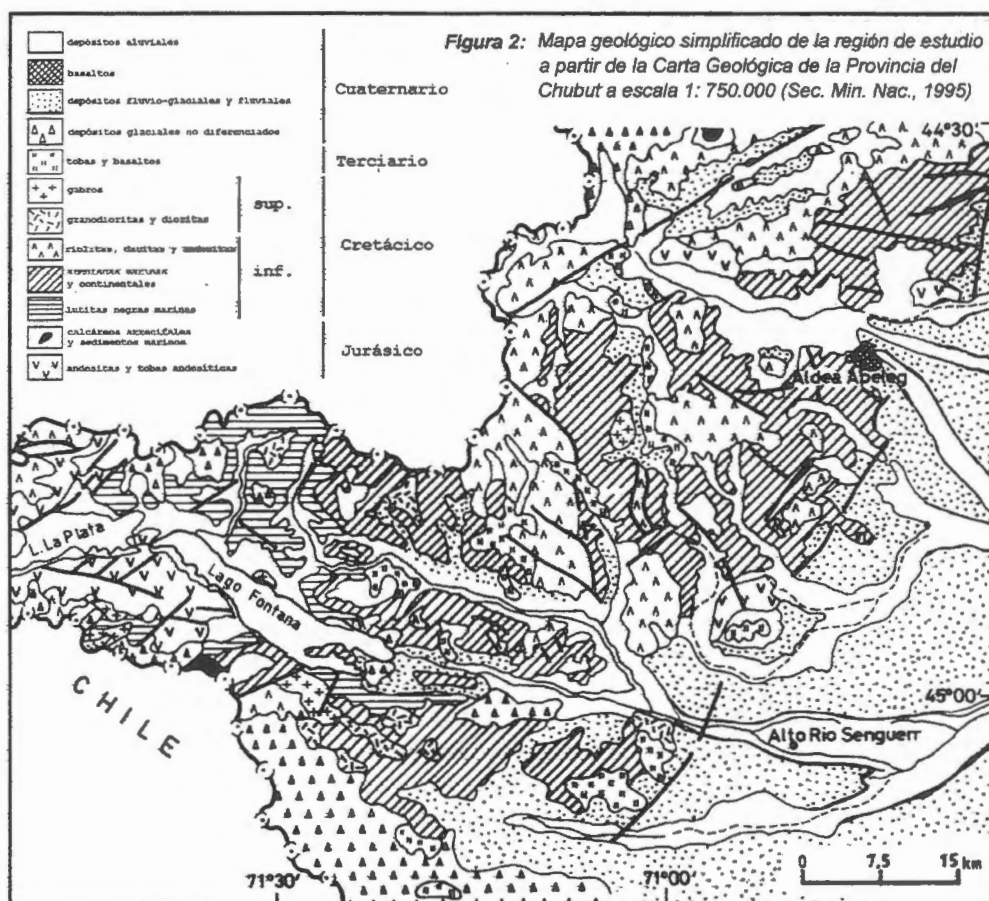 Figura 2: Mapa geológico simplificado de la región de estudio
a partir de la Carta Geológica de la Provincia del
Chubut a escala 1: 750.000 (Sec. Min. Nac., 1995)
depósitos aluviales
basaltos
depósitos fluvio-glaciales y fluviales
depósitos glaciales no diferenciados
Cuaternario
tobas y basaltos
Terciario
gabros
granodioritas y dioritas
sup.
riolitas, dacitas y andesitas
y continentales
lutitas negras marinas
inf.
Cretácico
calcáreos arrecifales
y sedimentos marinos
andesitas y tobas andesíticas
Jurásico
44°30'
Aldea Apeleg
L. La Plata
Lago Fontana
CHILE
45°00'
Alto Rio Senguerr
71°30'
71°00'
0 7,5 15 km